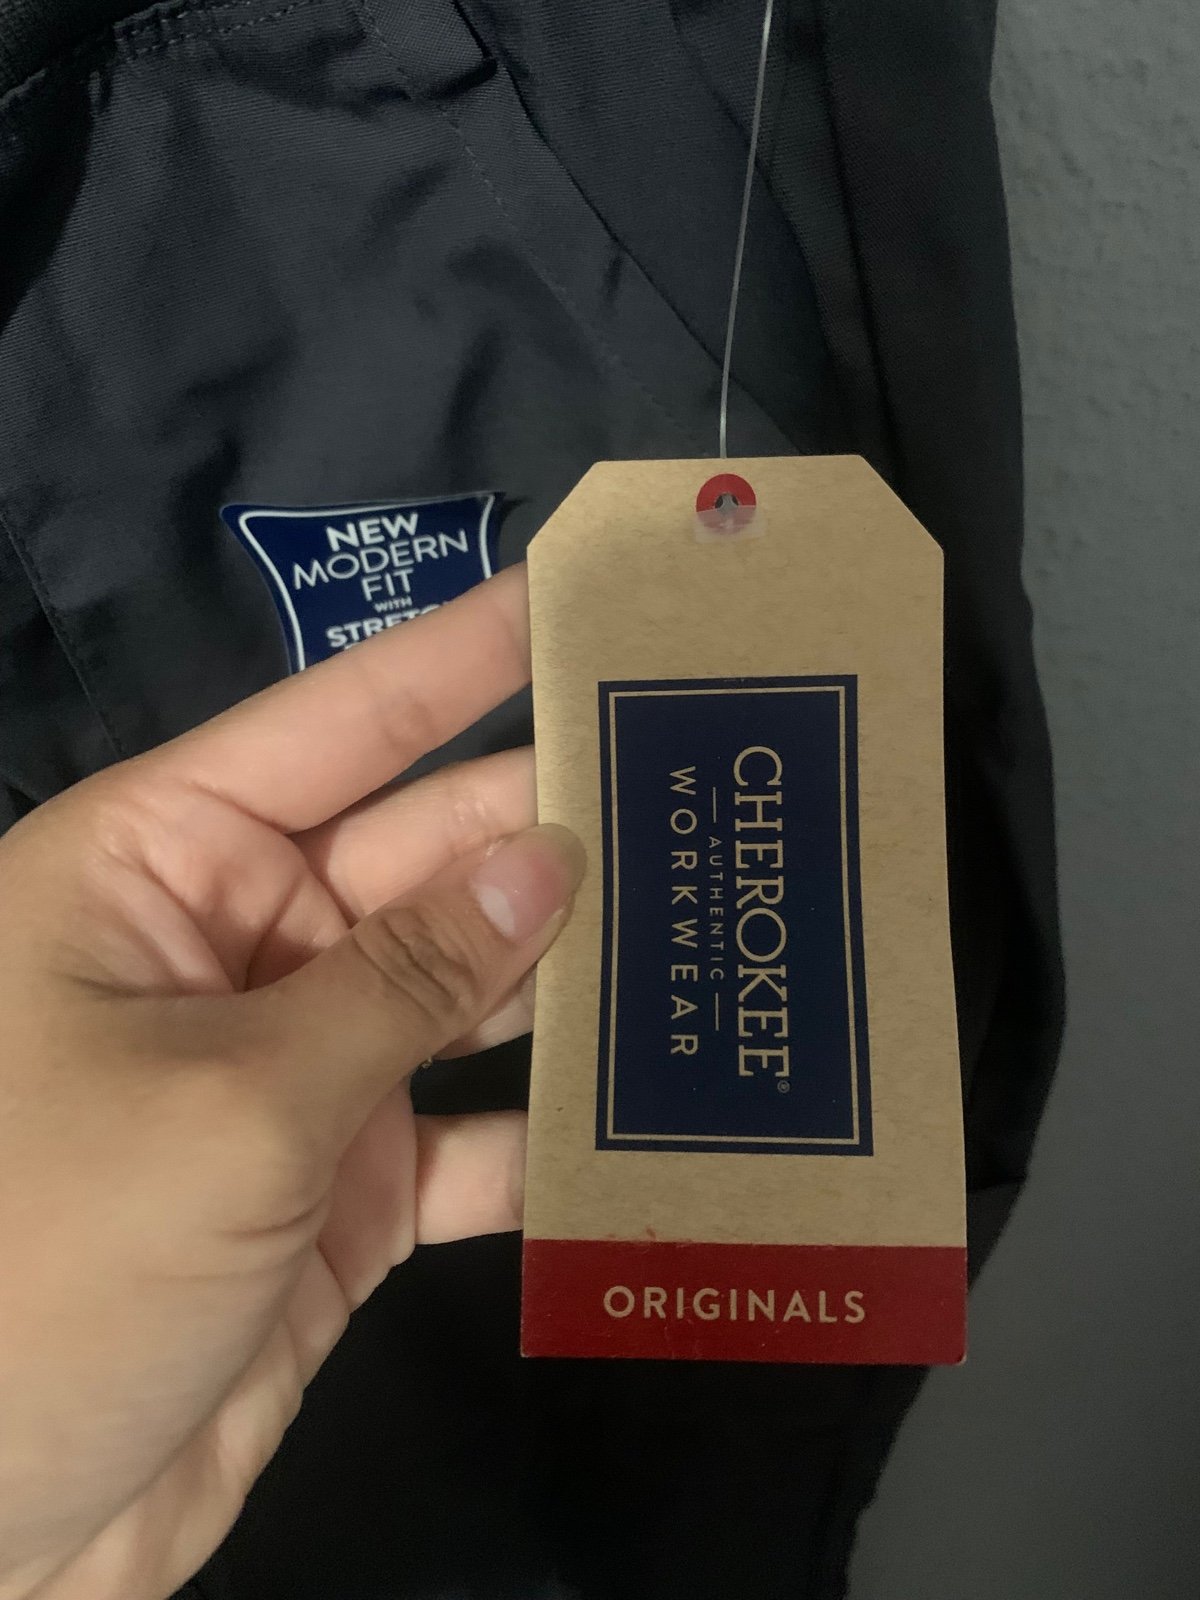 NEW
MODERN
FIT
WITH
CHEROKEE®
AUTHENTIC
WORKWEAR
ORIGINALS